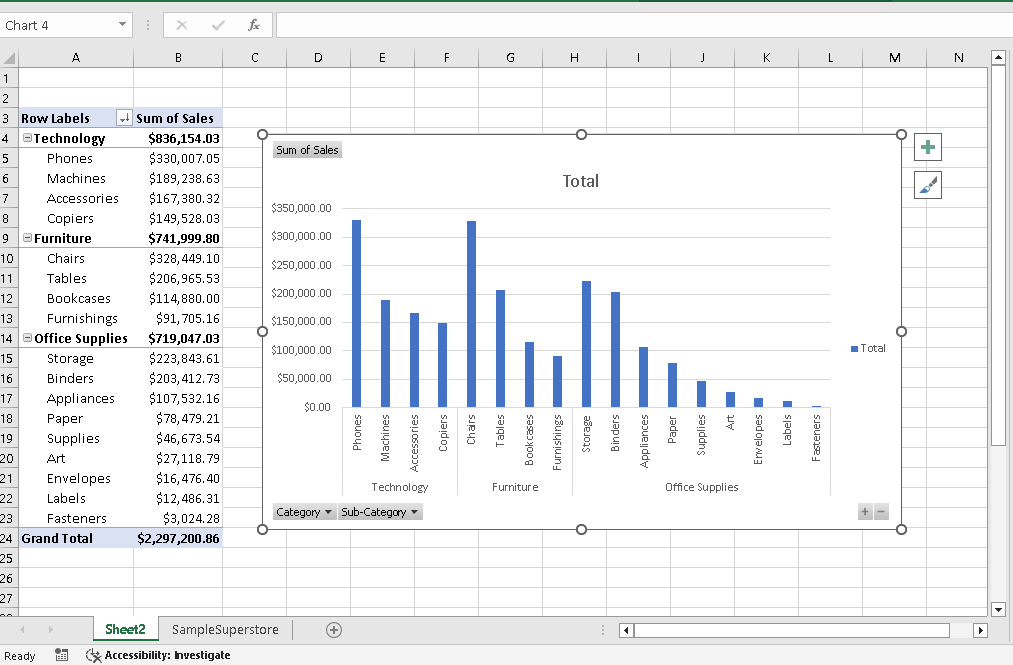 Chart 4
fx
A B C D E F G H I J K L M N
1
2
3 Row Labels Sum of Sales
4 Technology $836,154.03
5 Phones $330,007.05
6 Machines $189,238.63
7 Accessories $167,380.32
8 Copiers $149,528.03
9 Furniture $741,999.80
10 Chairs $328,449.10
11 Tables $206,965.53
12 Bookcases $114,880.00
13 Furnishings $91,705.16
14 Office Supplies $719,047.03
15 Storage $223,843.61
16 Binders $203,412.73
17 Appliances $107,532.16
18 Paper $78,479.21
19 Supplies $46,673.54
20 Art $27,118.79
21 Envelopes $16,476.40
22 Labels $12,486.31
23 Fasteners $3,024.28
24 Grand Total $2,297,200.86
25
26
27
Sum of Sales
Total
$350,000.00
$300,000.00
$250,000.00
$200,000.00
$150,000.00
$100,000.00
$50,000.00
$0.00
Phones
Machines
Accessories
Copiers
Chairs
Tables
Bookcases
Furnishings
Storage
Binders
Appliances
Paper
Supplies
Art
Envelopes
Labels
Fasteners
Technology Furniture Office Supplies
Total
Category Sub-Category
Sheet2 SampleSuperstore
Ready Accessibility: Investigate